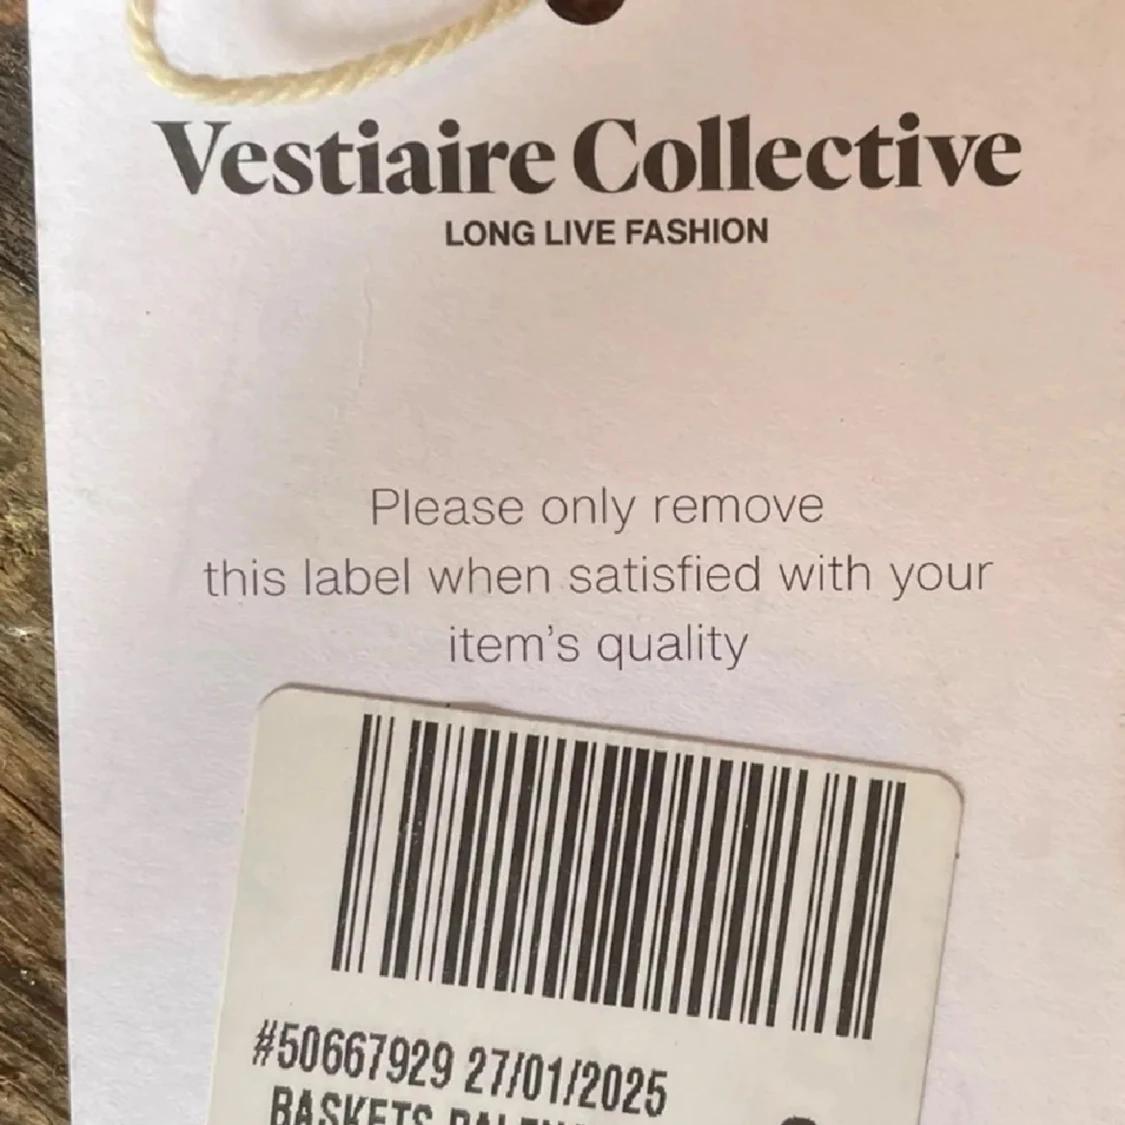 Vestiaire Collective
LONG LIVE FASHION
Please only remove
this label when satisfied with your
item’s quality
#50667929 27/01/2025
BASKETS